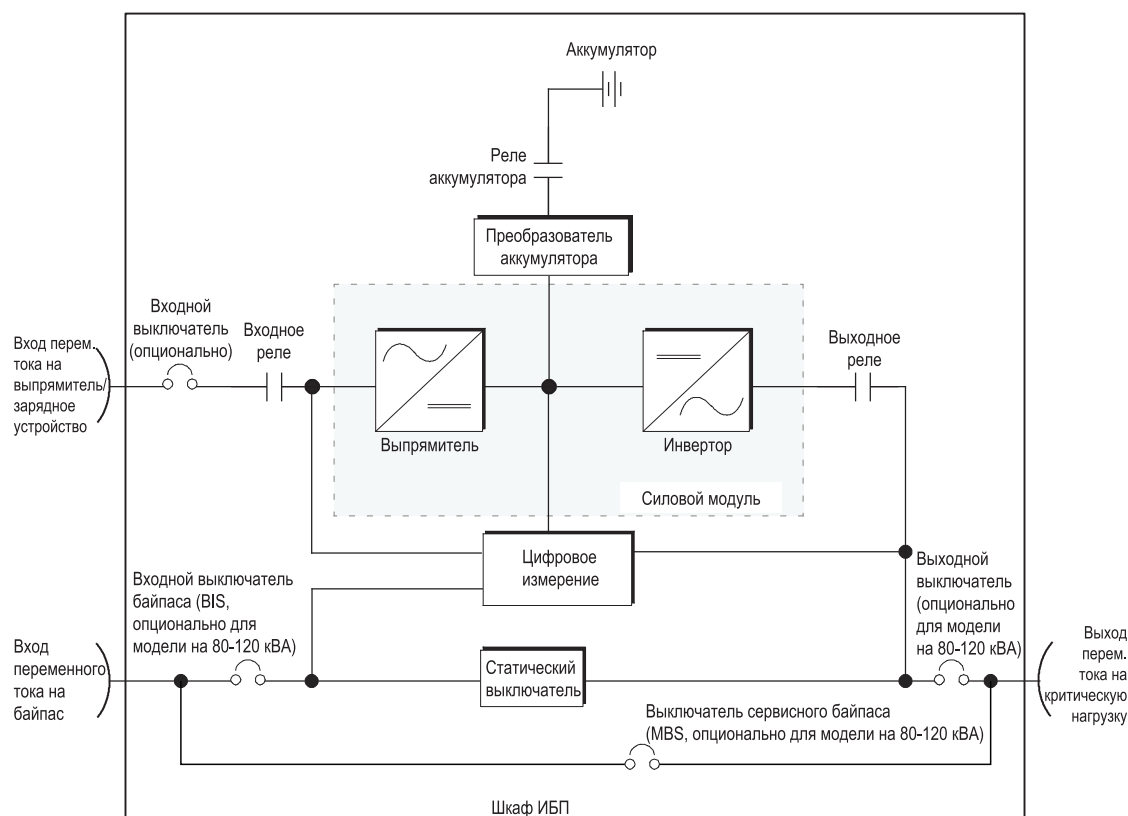 Аккумулятор
Реле
аккумулятора
Преобразователь
аккумулятора
Входной
выключатель
(опционально)
Входное
реле
Выходное
реле
Вход перем.
тока на
выпрямитель/
зарядное
устройство
Выпрямитель
Инвертор
Силовой модуль
Цифровое
измерение
Входной выключатель
байпаса (BIS,
опционально для
модели на 80-120 кВА)
Выходной
выключатель
(опционально
для модели
на 80-120 кВА)
Вход
переменного
тока на
байпас
Статический
выключатель
Выход
перем.
тока на
критическую
нагрузку
Выключатель сервисного байпаса
(MBS, опционально для модели на 80-120 кВА)
Шкаф ИБП